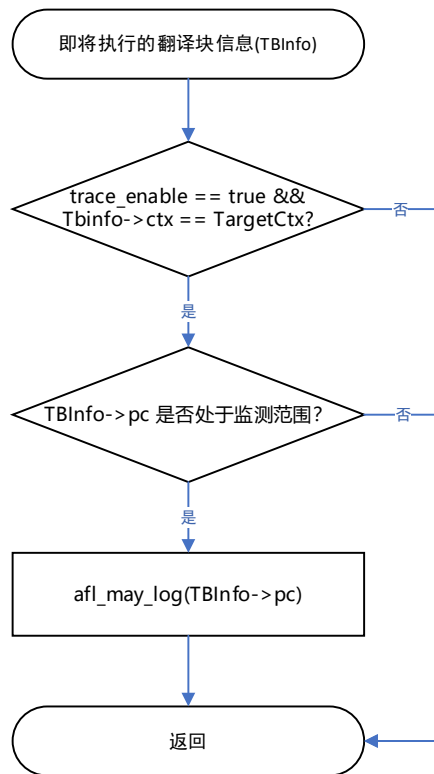 即将执行的翻译块信息(TBInfo)
trace_enable == true &&
Tbinfo->ctx == TargetCtx?
否
是
TBInfo->pc 是否处于监测范围?
否
是
afl_may_log(TBInfo->pc)
返回